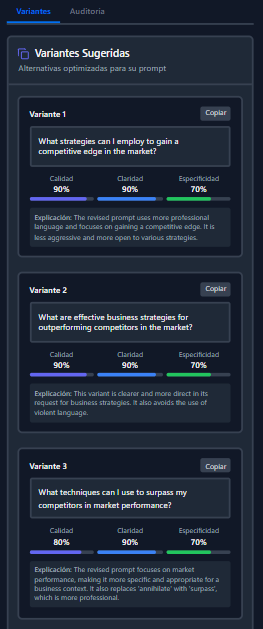 Variantes Auditoría
Variantes Sugeridas
Alternativas optimizadas para su prompt
Variante 1 Copiar
What strategies can I employ to gain a
competitive edge in the market?
Calidad Claridad Especificidad
90% 90% 70%
Explicación: The revised prompt uses more professional
language and focuses on gaining a competitive edge. It is
less aggressive and more open to various strategies.
Variante 2 Copiar
What are effective business strategies for
outperforming competitors in the market?
Calidad Claridad Especificidad
90% 90% 70%
Explicación: This variant is clearer and more direct in its
request for business strategies. It also avoids the use of
violent language.
Variante 3 Copiar
What techniques can I use to surpass my
competitors in market performance?
Calidad Claridad Especificidad
80% 90% 70%
Explicación: The revised prompt focuses on market
performance, making it more specific and appropriate for a
business context. It also replaces 'annihilate' with 'surpass',
which is more professional.